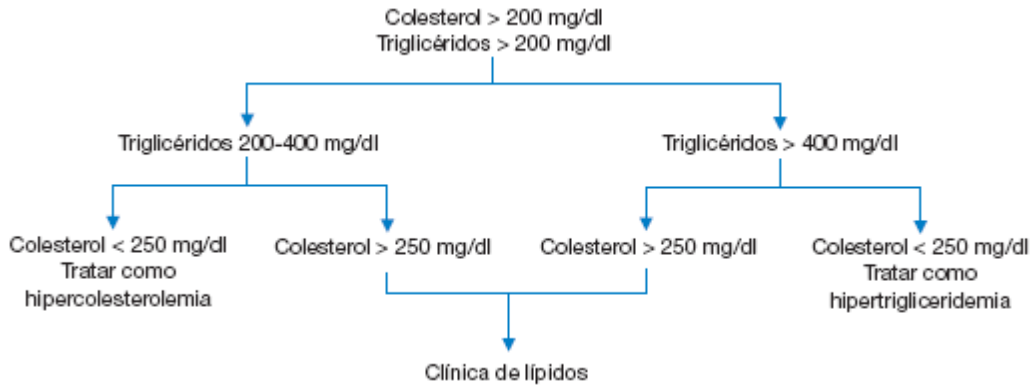 Colesterol > 200 mg/dl
Triglicéridos > 200 mg/dl
Triglicéridos 200-400 mg/dl
Triglicéridos > 400 mg/dl
Colesterol < 250 mg/dl
Tratar como
hipercolesterolemia
Colesterol > 250 mg/dl
Colesterol > 250 mg/dl
Colesterol < 250 mg/dl
Tratar como
hipertrigliceridemia
Clínica de lípidos